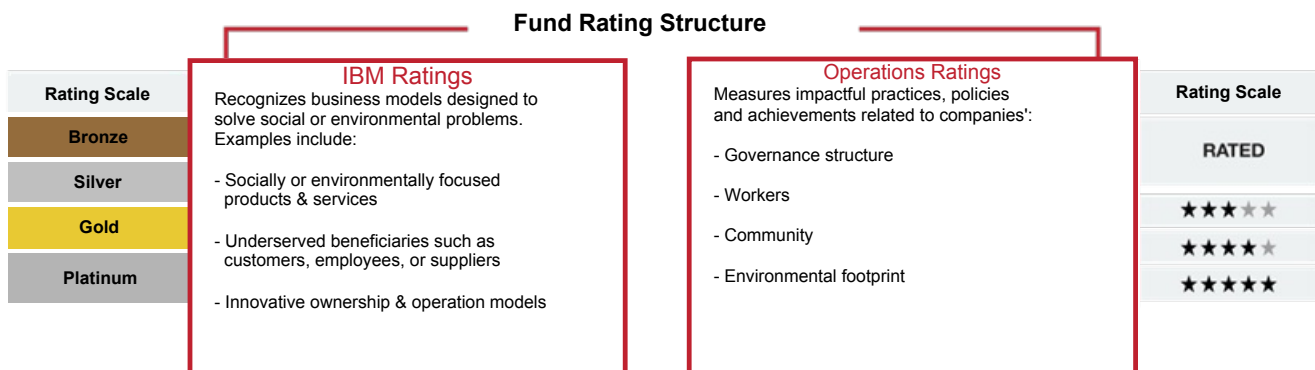 Fund Rating Structure
Rating Scale
Bronze
Silver
Gold
Platinum
IBM Ratings
Recognizes business models designed to
solve social or environmental problems.
Examples include:
- Socially or environmentally focused
products & services
- Underserved beneficiaries such as
customers, employees, or suppliers
- Innovative ownership & operation models
Operations Ratings
Measures impactful practices, policies
and achievements related to companies':
- Governance structure
- Workers
- Community
- Environmental footprint
Rating Scale
RATED